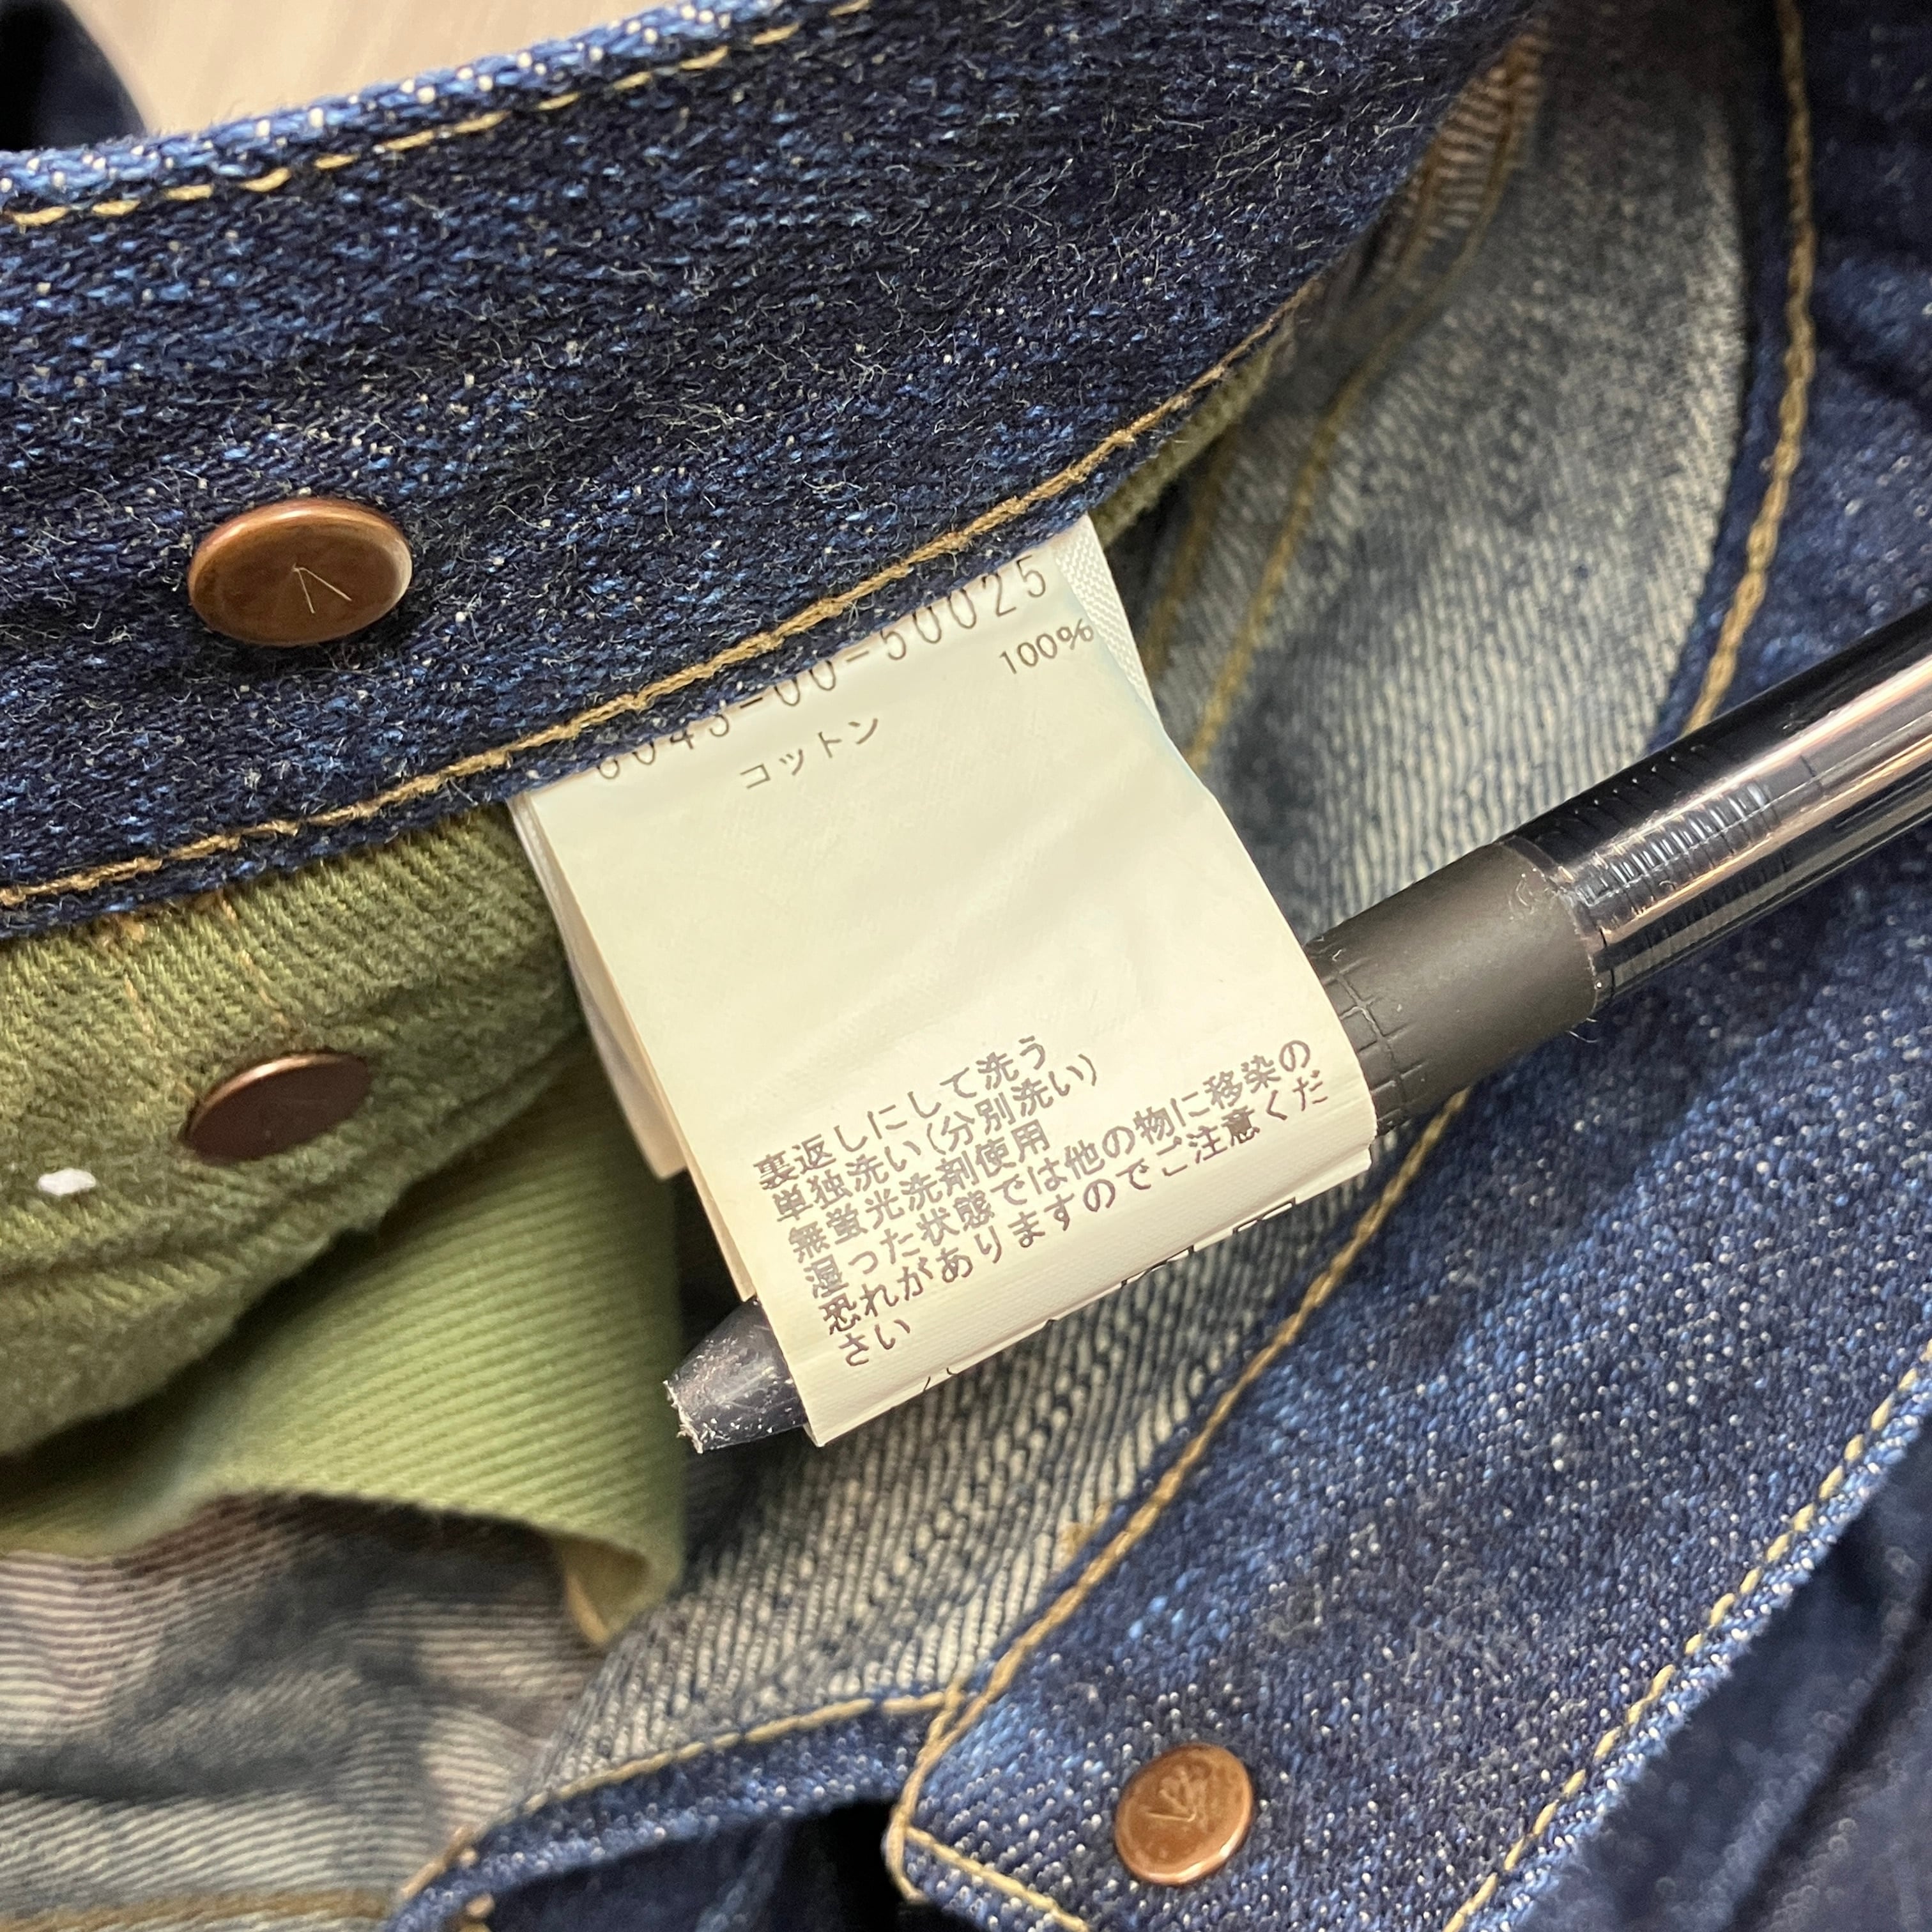 6043-00-50025
コットン 100%
裏返しにして洗う
単独洗い(分別洗い)
無蛍光洗剤使用
湿った状態では他の物に移染の
恐れがありますのでご注意くだ
さい